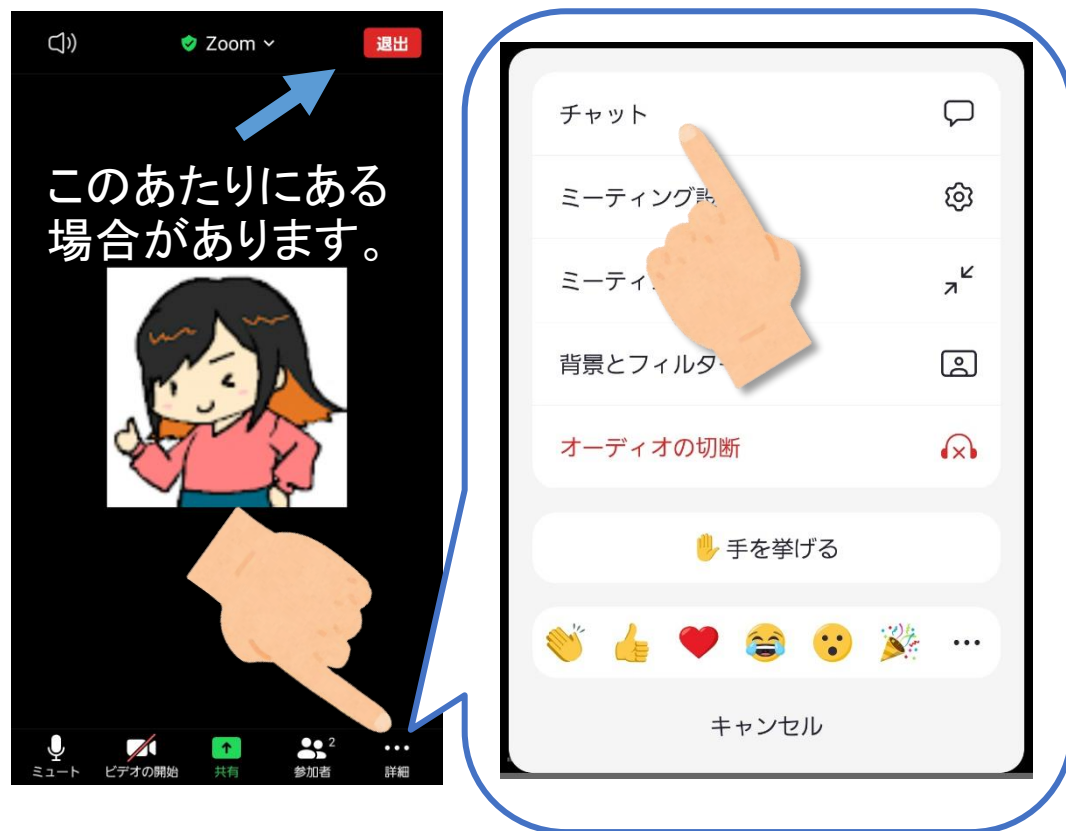 Zoom
退出
このあたりにある
場合があります。
ミュート
ビデオの開始
共有
参加者
2
詳細
チャット
ミーティング
ミーティ
背景とフィルター
オーディオの切断
手を挙げる
キャンセル